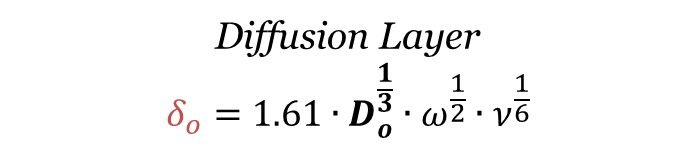 Diffusion Layer
δₒ = 1.61 · Dₒ^(1/3) · ω^(1/2) · ν^(1/6)